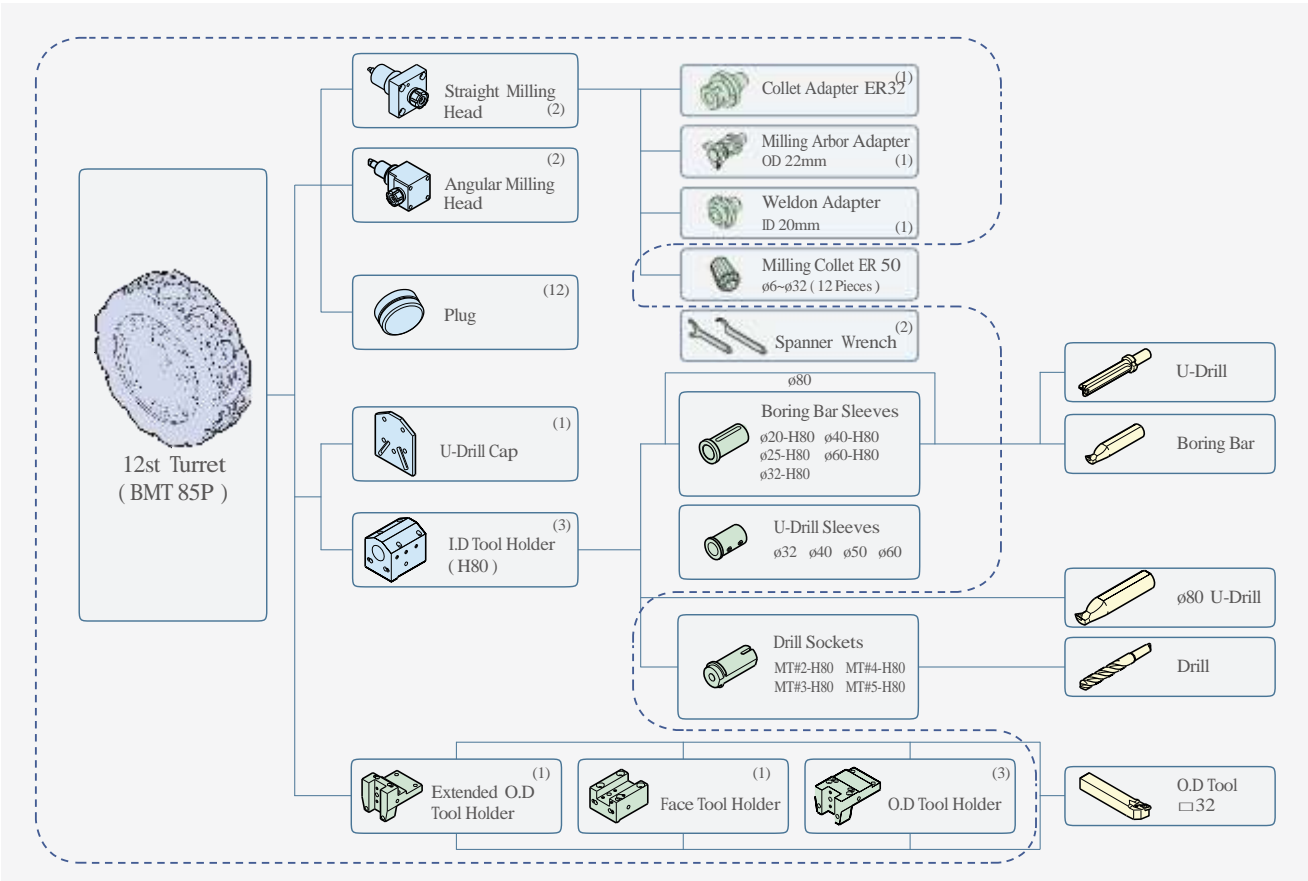 12st Turret
( BMT 85P )
Straight Milling
Head
(2)
(2)
Angular Milling
Head
(12)
Plug
(1)
U-Drill Cap
(3)
I.D Tool Holder
( H80 )
(1)
Collet Adapter ER32
Milling Arbor Adapter
OD 22mm
(1)
Weldon Adapter
ID 20mm
(1)
Milling Collet ER 50
ø6~ø32 ( 12 Pieces )
(2)
Spanner Wrench
ø80
Boring Bar Sleeves
ø20-H80 ø40-H80
ø25-H80 ø60-H80
ø32-H80
U-Drill Sleeves
ø32 ø40 ø50 ø60
Drill Sockets
MT#2-H80 MT#4-H80
MT#3-H80 MT#5-H80
U-Drill
Boring Bar
ø80 U-Drill
Drill
(1)
Extended O.D
Tool Holder
(1)
Face Tool Holder
(3)
O.D Tool Holder
O.D Tool
□32